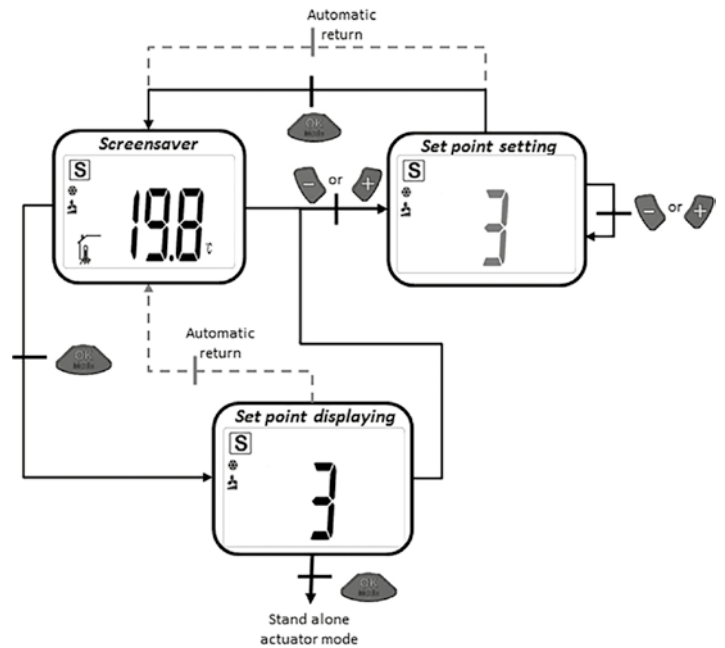 Automatic
return
OK
Mode
Screensaver
S
19.8
°C
- or +
Set point setting
S
3
- or +
OK
Mode
Automatic
return
Set point displaying
S
3
OK
Mode
Stand alone
actuator mode